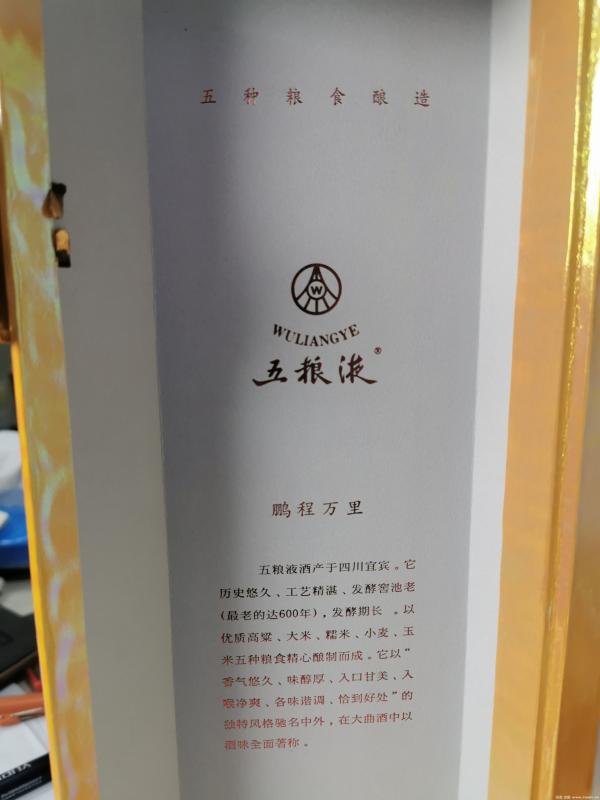 五种粮食酿造
W
WULIANGYE
五粮液®
鹏程万里
五粮液酒产于四川宜宾。它
历史悠久、工艺精湛、发酵窖池老
(最老的达600年)，发酵期长 。以
优质高粱、大米、糯米、小麦、玉
米五种粮食精心酿制而成。它以“
香气悠久、味醇厚、入口甘美、入
喉净爽、各味谐调、恰到好处”的
独特风格驰名中外，在大曲酒中以
酒味全面著称。